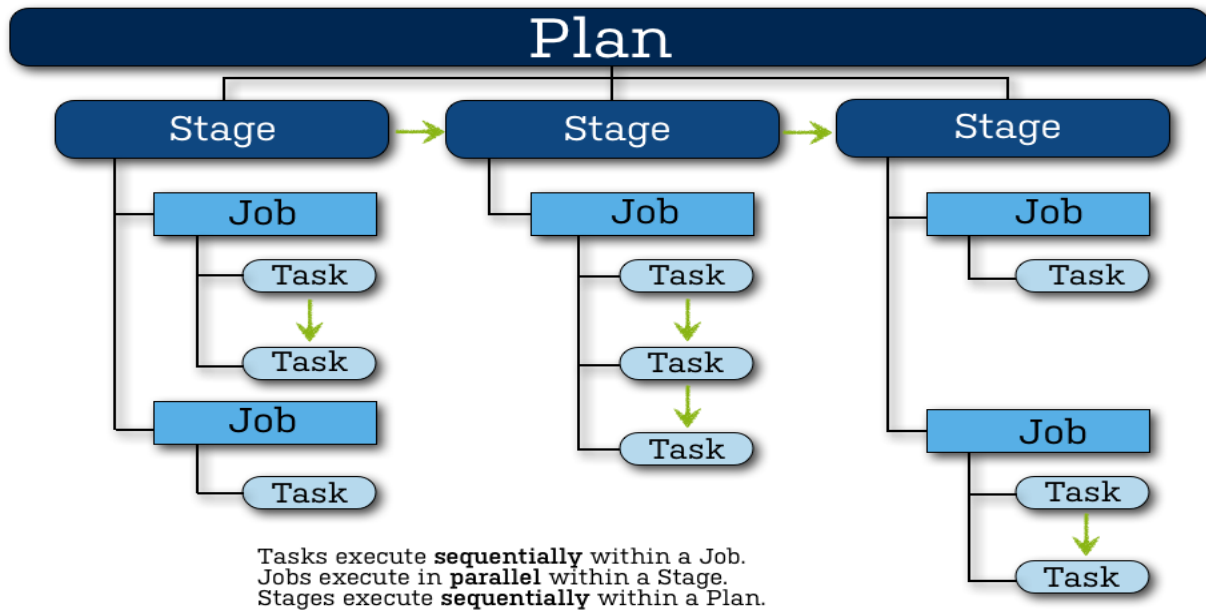 Plan
Stage
Stage
Stage
Job
Job
Job
Task
Task
Task
Task
Task
Job
Job
Task
Task
Task
Task
Tasks execute sequentially within a Job.
Jobs execute in parallel within a Stage.
Stages execute sequentially within a Plan.